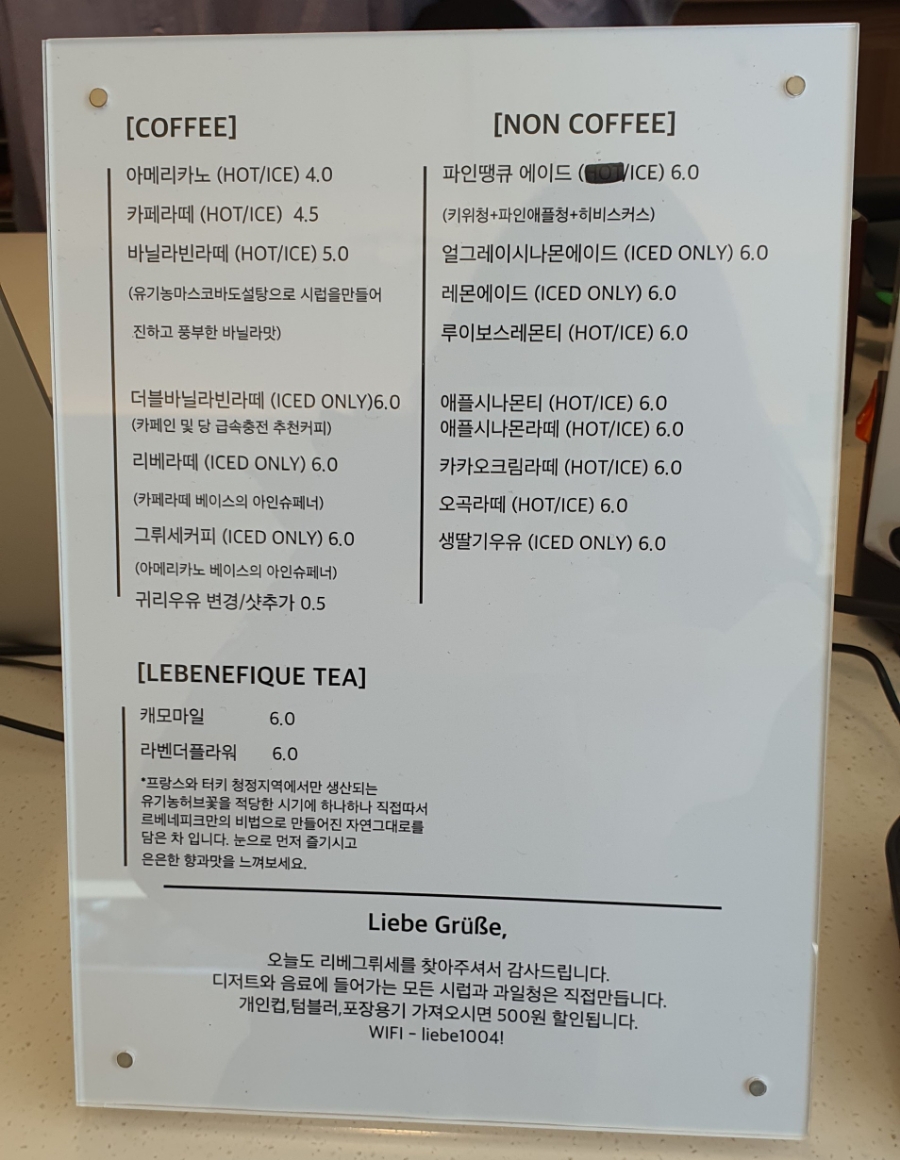 [COFFEE]
아메리카노 (HOT/ICE) 4.0
카페라떼 (HOT/ICE) 4.5
바닐라빈라떼 (HOT/ICE) 5.0
(유기농마스코바도설탕으로 시럽을만들어
진하고 풍부한 바닐라맛)
더블바닐라빈라떼 (ICED ONLY)6.0
(카페인 및 당 급속충전 추천커피)
리베라떼 (ICED ONLY) 6.0
(카페라떼 베이스의 아인슈페너)
그뤼세커피 (ICED ONLY) 6.0
(아메리카노 베이스의 아인슈페너)
귀리우유 변경/샷추가 0.5
[NON COFFEE]
파인땡큐 에이드 (HOT/ICE) 6.0
(키위청+파인애플청+히비스커스)
얼그레이시나몬에이드 (ICED ONLY) 6.0
레몬에이드 (ICED ONLY) 6.0
루이보스레몬티 (HOT/ICE) 6.0
애플시나몬티 (HOT/ICE) 6.0
애플시나몬라떼 (HOT/ICE) 6.0
카카오크림라떼 (HOT/ICE) 6.0
오곡라떼 (HOT/ICE) 6.0
생딸기우유 (ICED ONLY) 6.0
[LEBENEFIQUE TEA]
캐모마일 6.0
라벤더플라워 6.0
*프랑스와 터키 청정지역에서만 생산되는
유기농허브꽃을 적당한 시기에 하나하나 직접따서
르베네피크만의 비법으로 만들어진 자연그대로를
담은 차 입니다. 눈으로 먼저 즐기시고
은은한 향과맛을 느껴보세요.
Liebe Grüße,
오늘도 리베그뤼세를 찾아주셔서 감사드립니다.
디저트와 음료에 들어가는 모든 시럽과 과일청은 직접만듭니다.
개인컵,텀블러,포장용기 가져오시면 500원 할인됩니다.
WIFI - liebe1004!